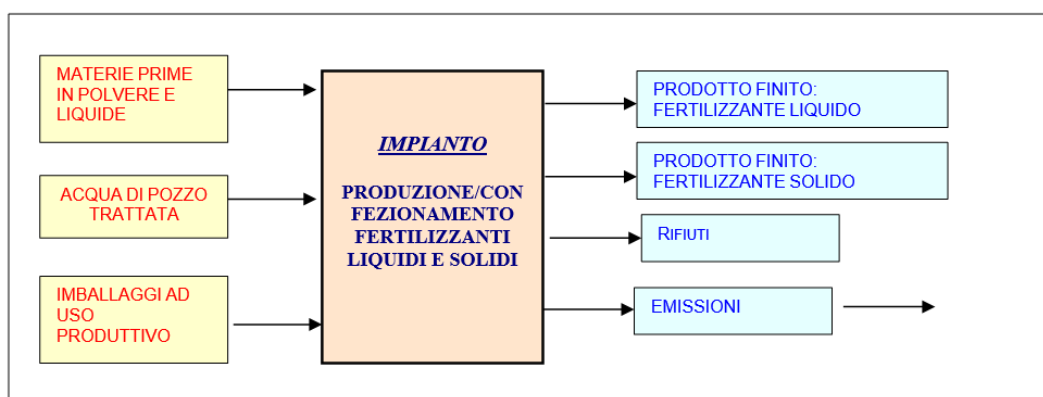 MATERIE PRIME
IN POLVERE E
LIQUIDE
ACQUA DI POZZO
TRATTATA
IMBALLAGGI AD
USO
PRODUTTIVO
IMPIANTO
PRODUZIONE/CON
FEZIONAMENTO
FERTILIZZANTI
LIQUIDI E SOLIDI
PRODOTTO FINITO:
FERTILIZZANTE LIQUIDO
PRODOTTO FINITO:
FERTILIZZANTE SOLIDO
RIFIUTI
EMISSIONI